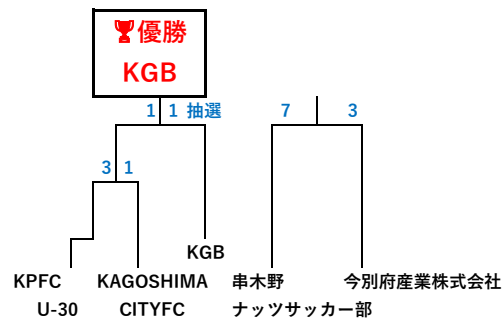 🏆優勝
KGB
1 1 抽選
7 3
3 1
KGB
KPFC U-30
KAGOSHIMA CITYFC
串木野 ナッツサッカー部
今別府産業株式会社